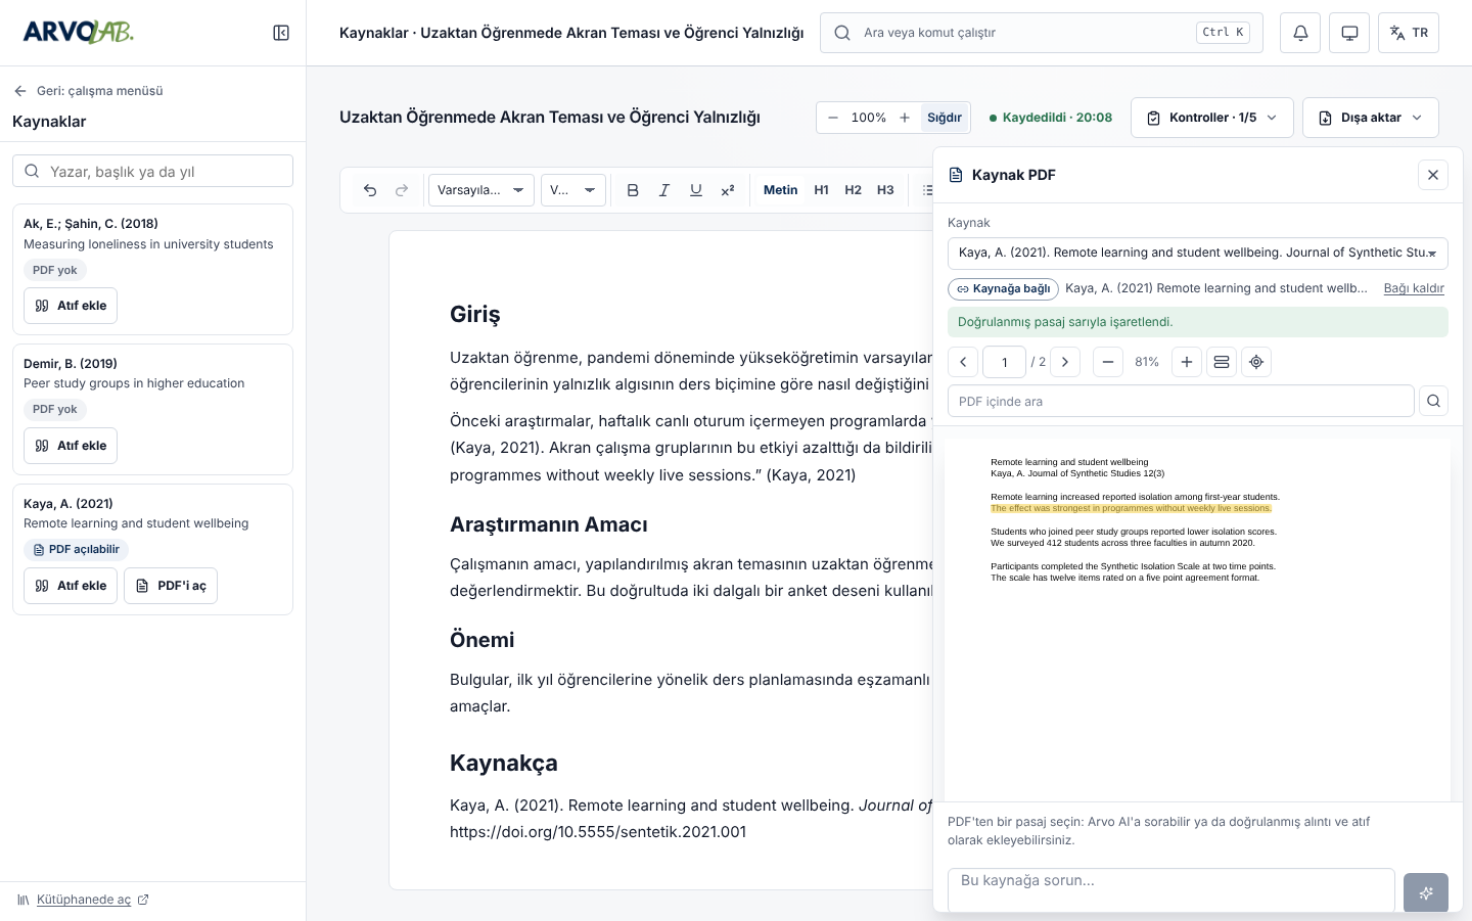 ARVOLAB.
Kaynaklar · Uzaktan Öğrenmede Akran Teması ve Öğrenci Yalnızlığı
Ara veya komut çalıştır
Ctrl K
TR
Geri: çalışma menüsü
Kaynaklar
Yazar, başlık ya da yıl
Ak, E.; Şahin, C. (2018)
Measuring loneliness in university students
PDF yok
Atıf ekle
Demir, B. (2019)
Peer study groups in higher education
PDF yok
Atıf ekle
Kaya, A. (2021)
Remote learning and student wellbeing
PDF açılabilir
Atıf ekle
PDF'i aç
Kütüphanede aç
Uzaktan Öğrenmede Akran Teması ve Öğrenci Yalnızlığı
100%
Sığdır
Kaydedildi · 20:08
Kontroller · 1/5
Dışa aktar
Varsayıla...
V...
B I U x²
Metin H1 H2 H3
Giriş
Uzaktan öğrenme, pandemi döneminde yükseköğretimin varsayılan
öğrencilerinin yalnızlık algısının ders biçimine göre nasıl değiştiğini
Önceki araştırmalar, haftalık canlı oturum içermeyen programlarda
(Kaya, 2021). Akran çalışma gruplarının bu etkiyi azalttığı da bildirili
programmes without weekly live sessions.” (Kaya, 2021)
Araştırmanın Amacı
Çalışmanın amacı, yapılandırılmış akran temasının uzaktan öğrenme
değerlendirmektir. Bu doğrultuda iki dalgalı bir anket deseni kullanıl
Önemi
Bulgular, ilk yıl öğrencilerine yönelik ders planlamasında eşzamanlı
amaçlar.
Kaynakça
Kaya, A. (2021). Remote learning and student wellbeing. Journal of
https://doi.org/10.5555/sentetik.2021.001
Kaynak PDF
Kaynak
Kaya, A. (2021). Remote learning and student wellbeing. Journal of Synthetic Stu...
Kaynağa bağlı
Kaya, A. (2021) Remote learning and student wellb...
Bağı kaldır
Doğrulanmış pasaj sarıyla işaretlendi.
1 / 2
81%
PDF içinde ara
Remote learning and student wellbeing
Kaya, A. Journal of Synthetic Studies 12(3)
Remote learning increased reported isolation among first-year students.
The effect was strongest in programmes without weekly live sessions.
Students who joined peer study groups reported lower isolation scores.
We surveyed 412 students across three faculties in autumn 2020.
Participants completed the Synthetic Isolation Scale at two time points.
The scale has twelve items rated on a five point agreement format.
PDF'ten bir pasaj seçin: Arvo AI'a sorabilir ya da doğrulanmış alıntı ve atıf
olarak ekleyebilirsiniz.
Bu kaynağa sorun...